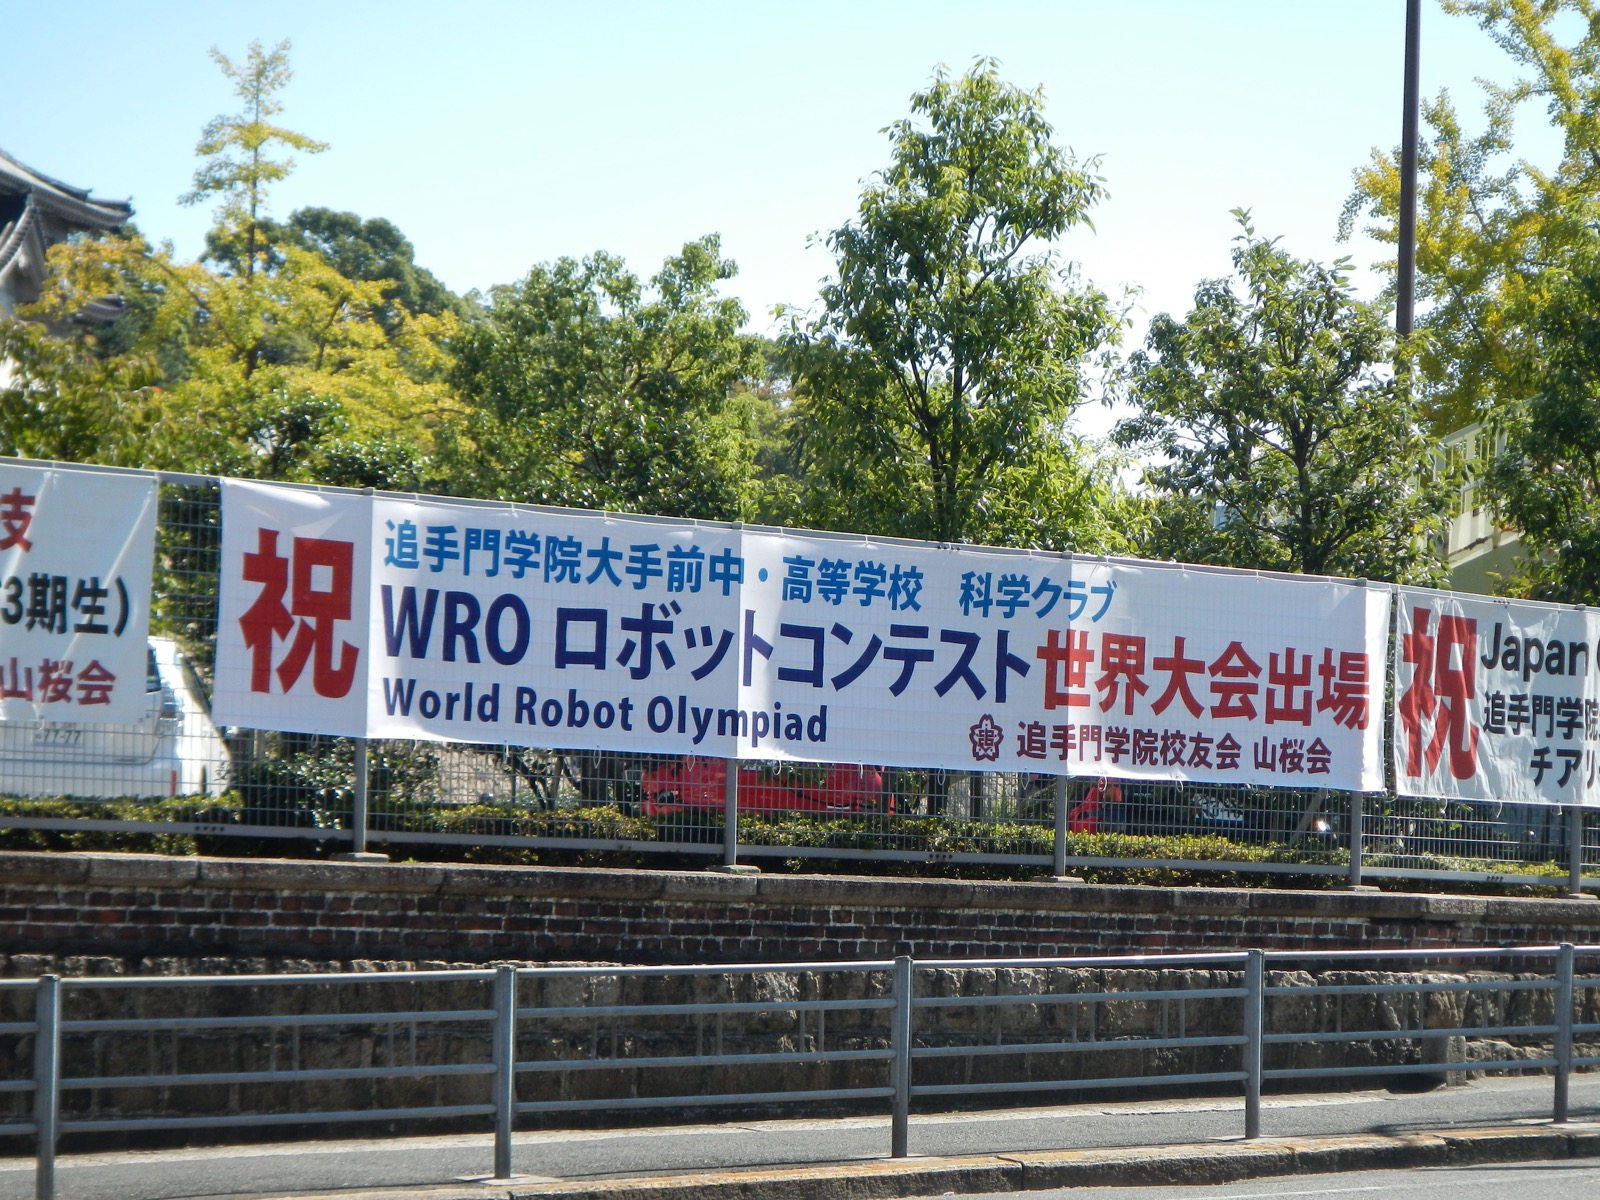 技
3期生)
山桜会
77-77
祝
追手門学院大手前中・高等学校 科学クラブ
WRO ロボットコンテスト世界大会出場
World Robot Olympiad
追手門学院校友会 山桜会
祝
Japan
追手門学院
チアリ